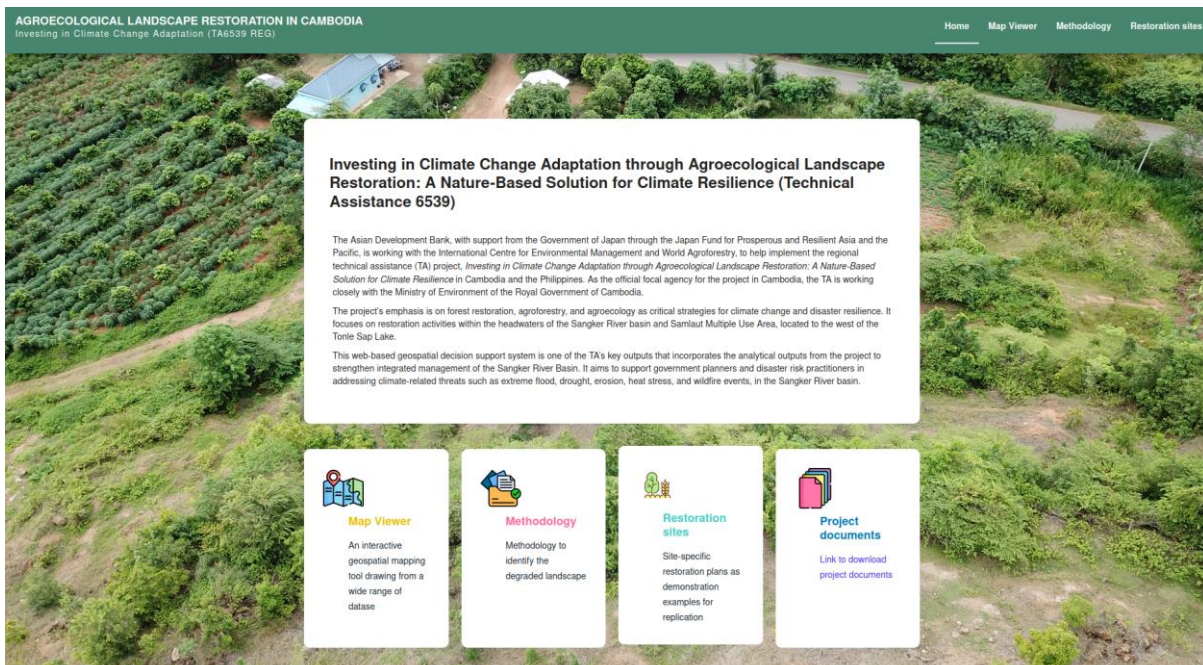 AGROECOLOGICAL LANDSCAPE RESTORATION IN CAMBODIA
Investing in Climate Change Adaptation (TA6539 REG)
Home
Map Viewer
Methodology
Restoration sites
Investing in Climate Change Adaptation through Agroecological Landscape
Restoration: A Nature-Based Solution for Climate Resilience (Technical
Assistance 6539)
The Asian Development Bank, with support from the Government of Japan through the Japan Fund for Prosperous and Resilient Asia and the
Pacific, is working with the International Centre for Environmental Management and World Agroforestry, to help implement the regional
technical assistance (TA) project, Investing in Climate Change Adaptation through Agroecological Landscape Restoration: A Nature-Based
Solution for Climate Resilience in Cambodia and the Philippines. As the official focal agency for the project in Cambodia, the TA is working
closely with the Ministry of Environment of the Royal Government of Cambodia.
The project's emphasis is on forest restoration, agroforestry, and agroecology as critical strategies for climate change and disaster resilience. It
focuses on restoration activities within the headwaters of the Sangker River basin and Samlaut Multiple Use Area, located to the west of the
Tonle Sap Lake.
This web-based geospatial decision support system is one of the TA's key outputs that incorporates the analytical outputs from the project to
strengthen integrated management of the Sangker River Basin. It aims to support government planners and disaster risk practitioners in
addressing climate-related threats such as extreme flood, drought, erosion, heat stress, and wildfire events, in the Sangker River basin.
Map Viewer
An interactive
geospatial mapping
tool drawing from a
wide range of
datase
Methodology
Methodology to
identify the
degraded landscape
Restoration
sites
Site-specific
restoration plans as
demonstration
examples for
replication
Project
documents
Link to download
project documents